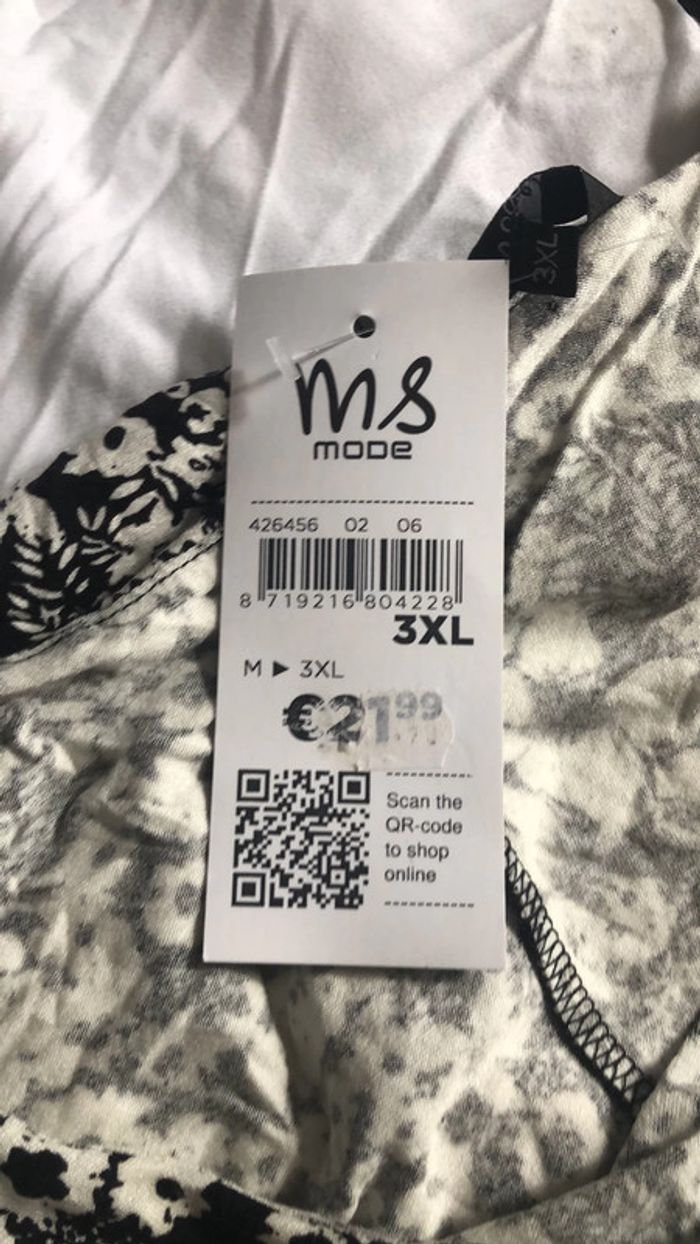 3XL
ms
mode
426456 02 06
8 719216 804228
3XL
M ▶ 3XL
€21.99
Scan the
QR-code
to shop
online